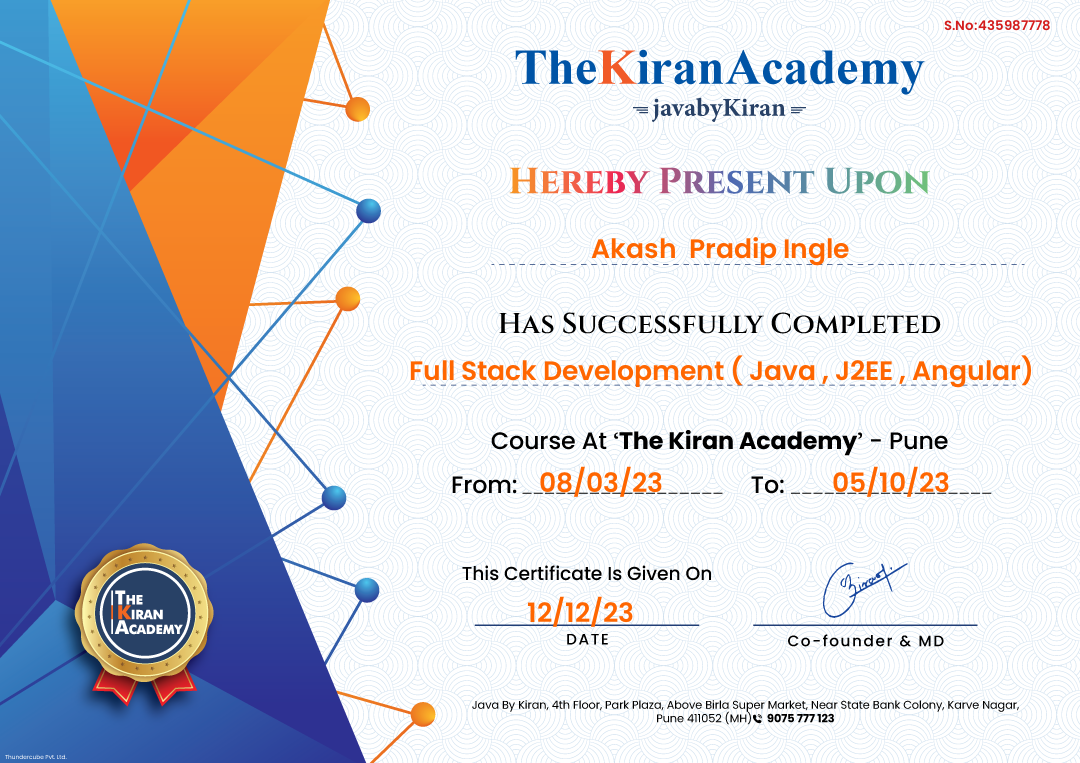 S.No:435987778
TheKiranAcademy
javabyKiran
HEREBY PRESENT UPON
Akash Pradip Ingle
HAS SUCCESSFULLY COMPLETED
Full Stack Development ( Java , J2EE , Angular)
Course At ‘The Kiran Academy’ - Pune
From: 08/03/23 To: 05/10/23
This Certificate Is Given On
12/12/23
DATE
Co-founder & MD
THE
KIRAN
ACADEMY
Java By Kiran, 4th Floor, Park Plaza, Above Birla Super Market, Near State Bank Colony, Karve Nagar,
Pune 411052 (MH) 9075 777 123
Thundercube Pvt. Ltd.